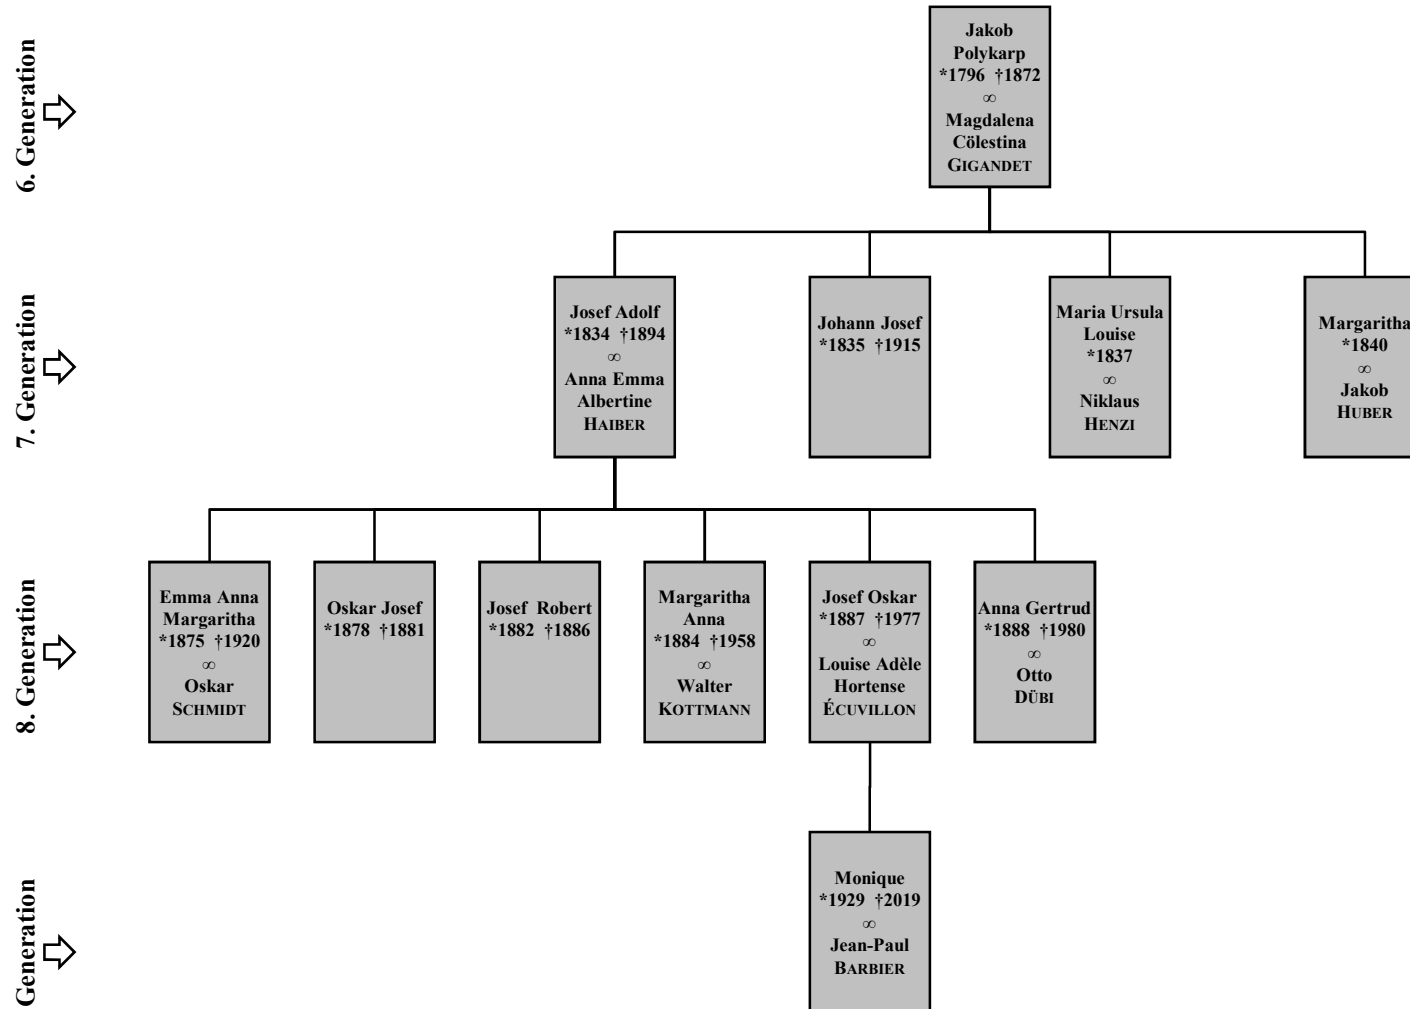 6. Generation
Jakob
Polykarp
*1796 †1872
∞
Magdalena
Cölestina
GIGANDET
7. Generation
Josef Adolf
*1834 †1894
∞
Anna Emma
Albertine
HAIBER
Johann Josef
*1835 †1915
Maria Ursula
Louise
*1837
∞
Niklaus
HENZI
Margaritha
*1840
∞
Jakob
HUBER
8. Generation
Emma Anna
Margaritha
*1875 †1920
∞
Oskar
SCHMIDT
Oskar Josef
*1878 †1881
Josef Robert
*1882 †1886
Margaritha
Anna
*1884 †1958
∞
Walter
KOTTMANN
Josef Oskar
*1887 †1977
∞
Louise Adèle
Hortense
ÉCUVILLON
Anna Gertrud
*1888 †1980
∞
Otto
DÜBI
Generation
Monique
*1929 †2019
∞
Jean-Paul
BARBIER